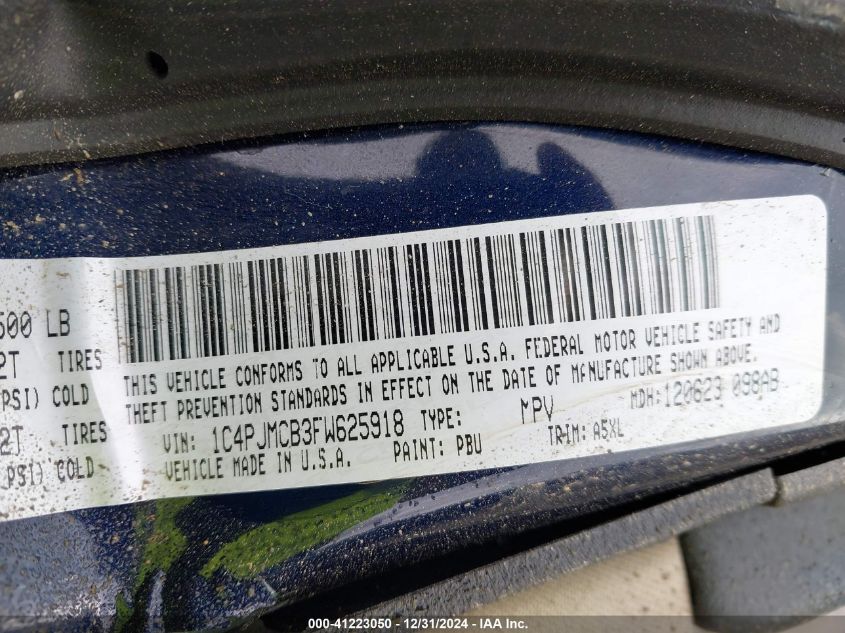 500 LB
2T TIRES
PSI) COLD
2T TIRES
PSI) COLD
THIS VEHICLE CONFORMS TO ALL APPLICABLE U.S.A. FEDERAL MOTOR VEHICLE SAFETY AND
THEFT PREVENTION STANDARDS IN EFFECT ON THE DATE OF MANUFACTURE SHOWN ABOVE.
VIN: 1C4PJMCB3FW625918 TYPE: MPV MDH: 120623 098AB
VEHICLE MADE IN U.S.A. PAINT: PBU TRIM: A5XL
000-41223050 - 12/31/2024 - IAA Inc.